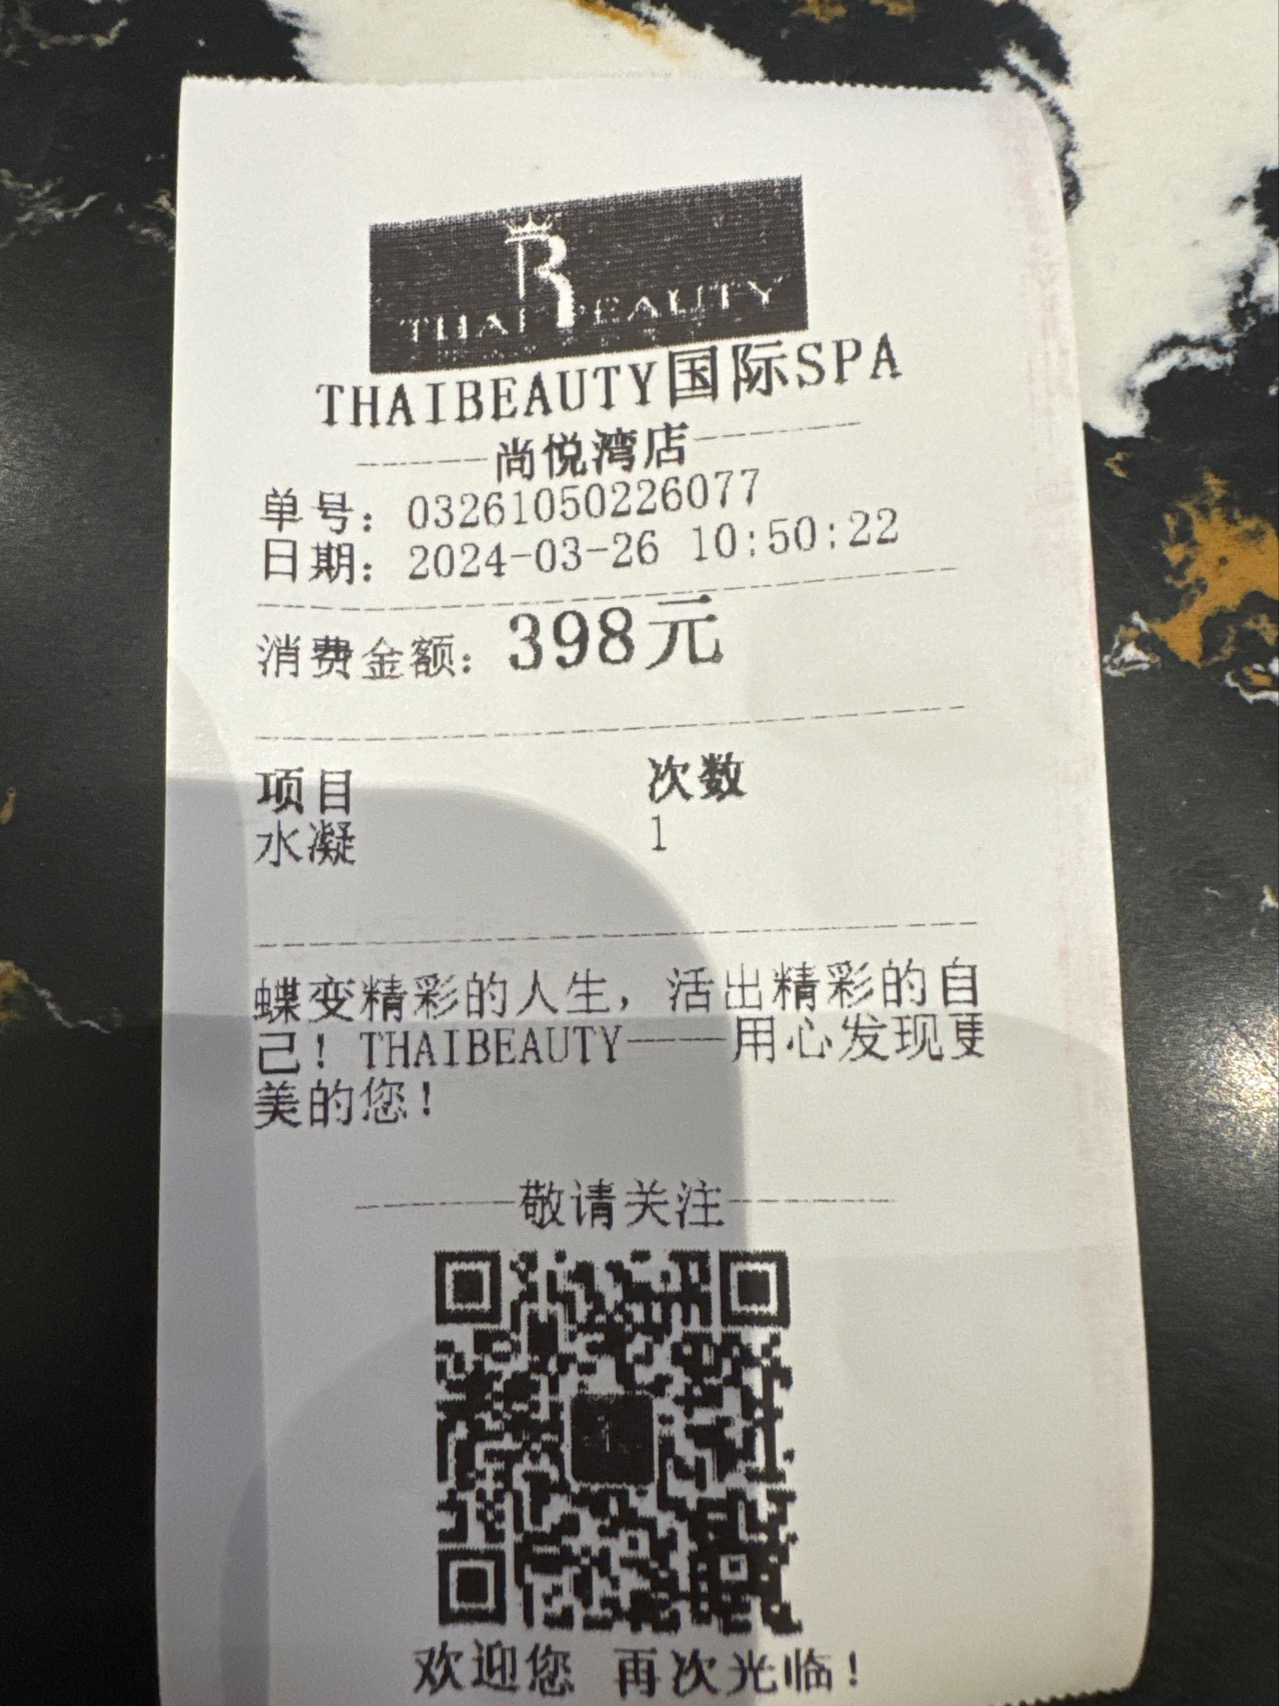 R
THAI BEAUTY
THAIBEAUTY国际SPA
尚悦湾店
单号：03261050226077
日期：2024-03-26 10:50:22
消费金额：398元
项目 次数
水凝 1
蝶变精彩的人生，活出精彩的自
己！THAIBEAUTY——用心发现更
美的您！
敬请关注
欢迎您 再次光临！